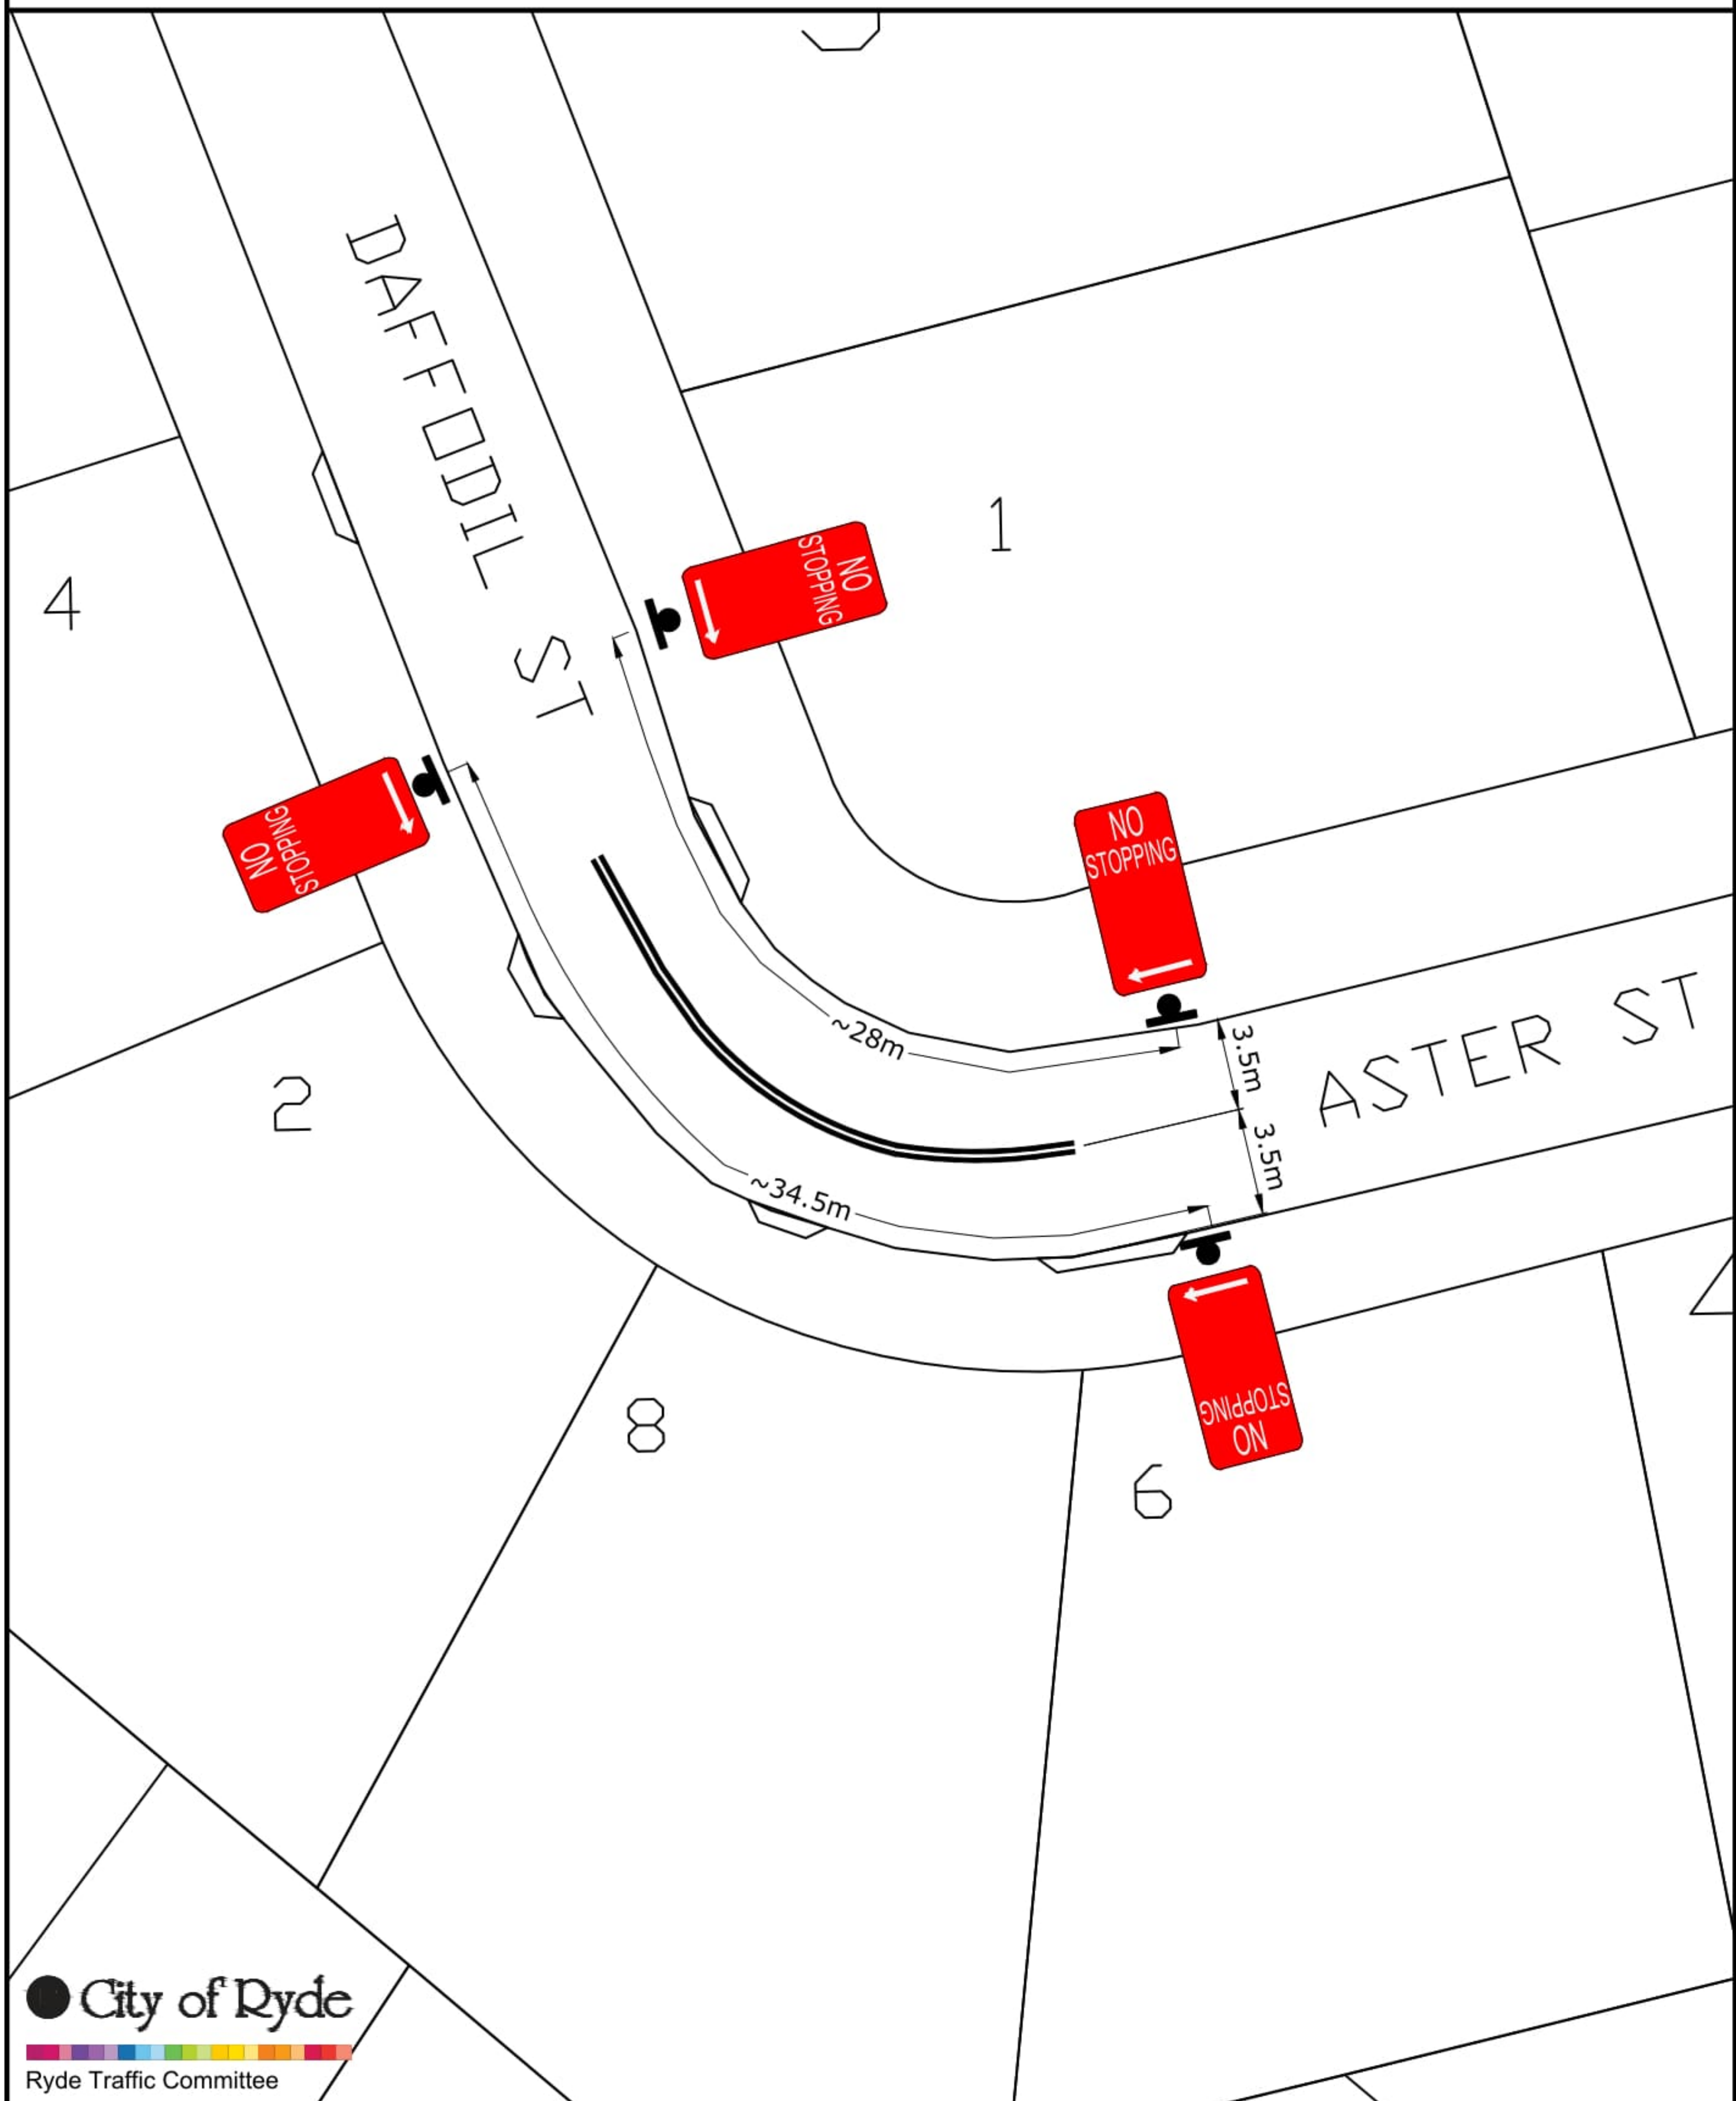 DAFFODIL ST
1
NO
STOPPING
4
NO
STOPPING
NO
STOPPING
ASTER ST
3.5m
~28m
3.5m
2
~34.5m
NO
STOPPING
8
6
City of Ryde
Ryde Traffic Committee